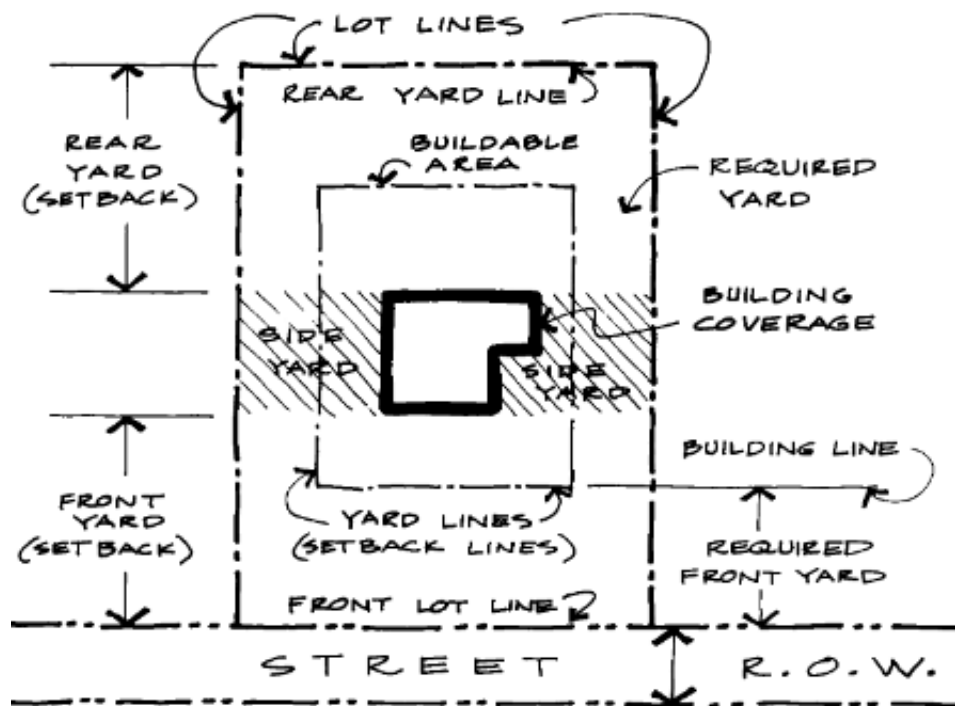 LOT LINES
REAR YARD LINE
REAR
YARD
(SETBACK)
BUILDABLE
AREA
REQUIRED
YARD
BUILDING
COVERAGE
SIDE
YARD
SIDE
YARD
BUILDING LINE
FRONT
YARD
(SETBACK)
YARD LINES
(SETBACK LINES)
REQUIRED
FRONT YARD
FRONT LOT LINE
STREET R.O.W.